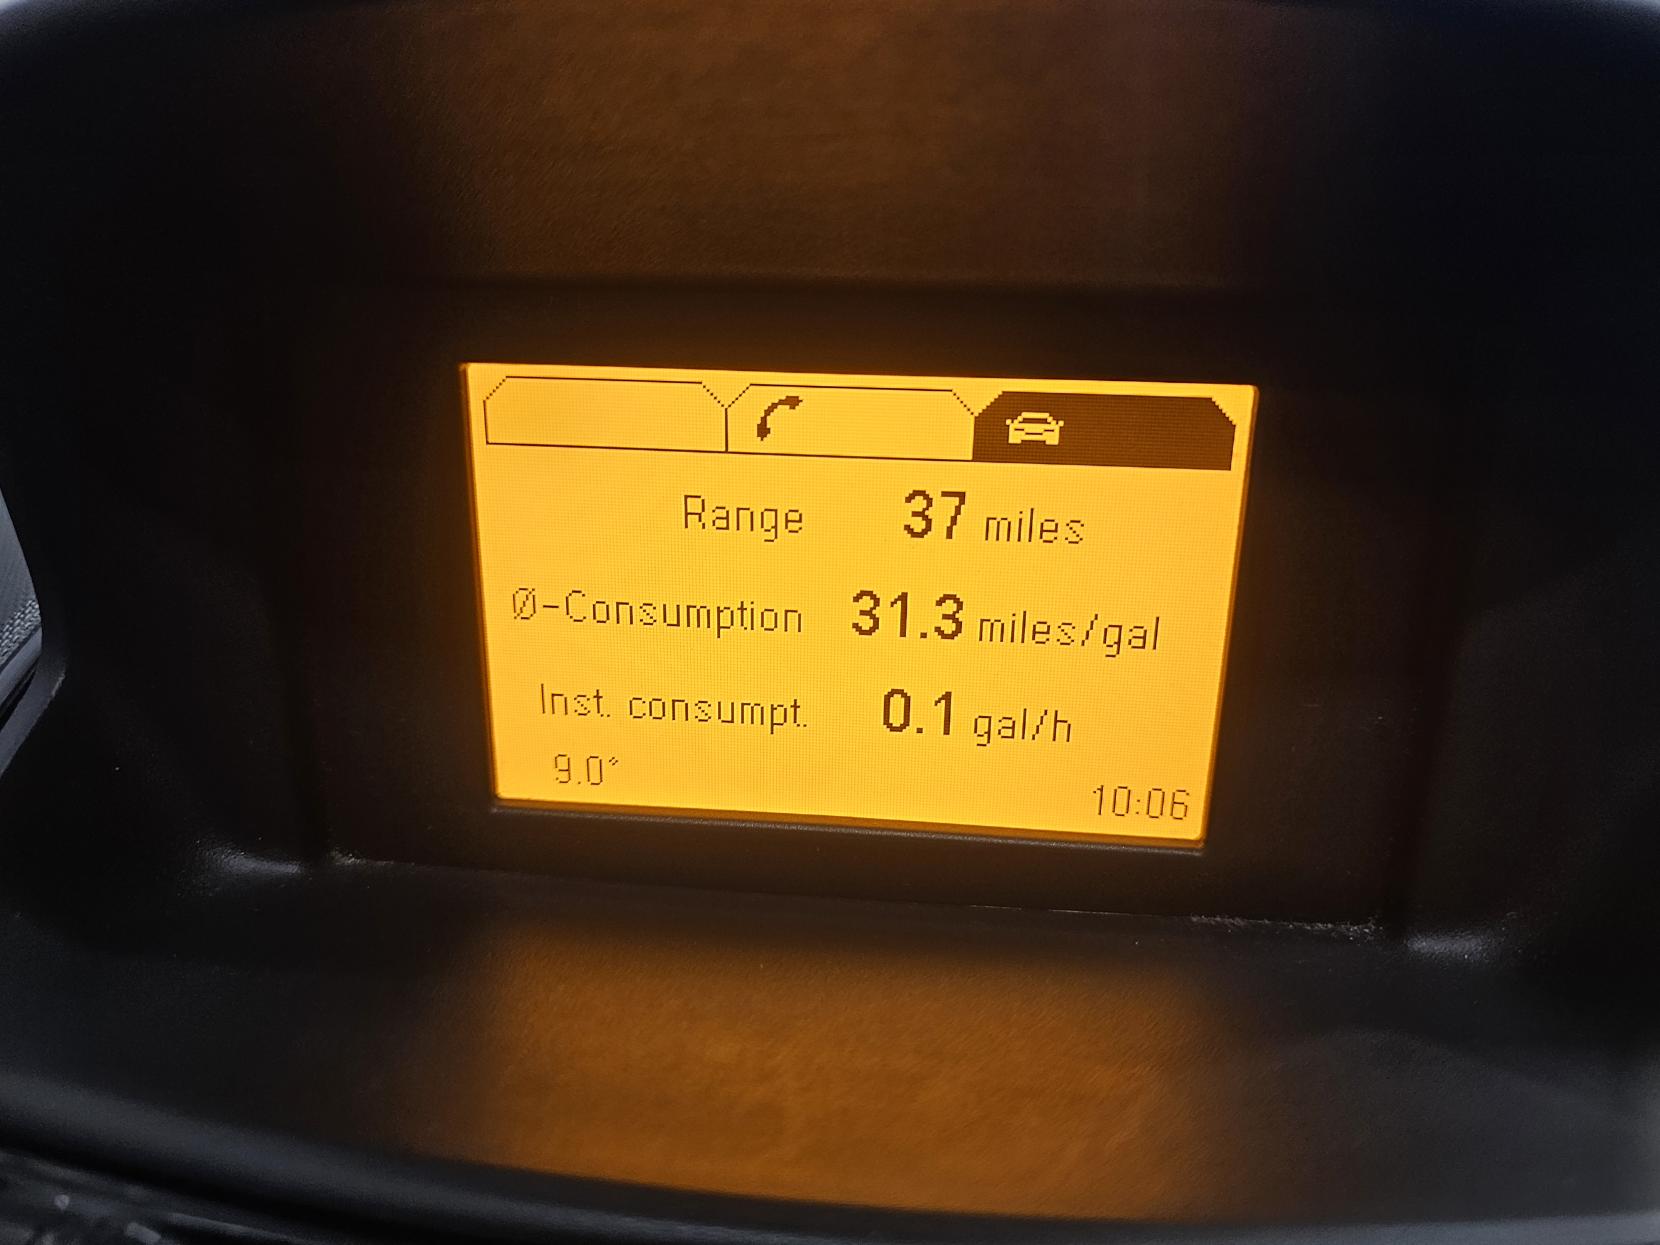 Range 37 miles
Ø-Consumption 31.3 miles/gal
Inst. consumpt. 0.1 gal/h
9.0° 10:06